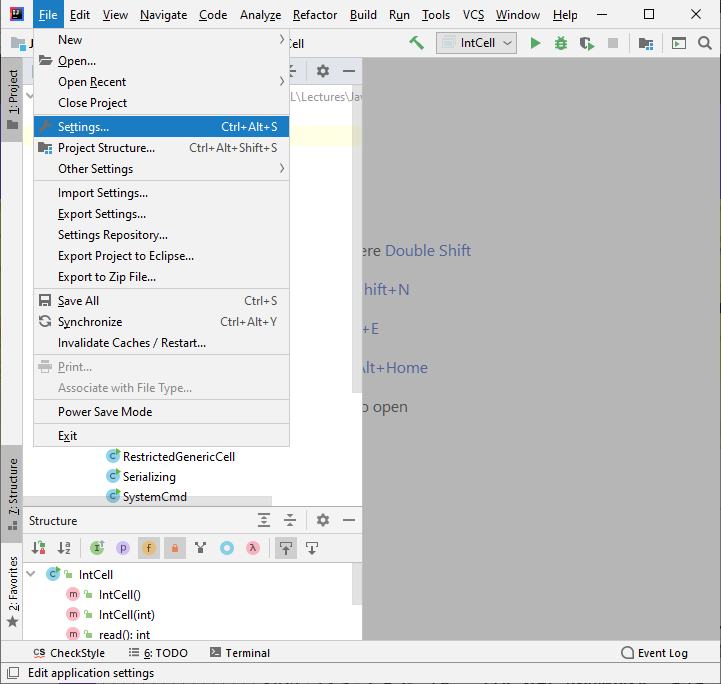 File Edit View Navigate Code Analyze Refactor Build Run Tools VCS Window Help
IntCell
New
Open...
Open Recent
Close Project
Settings... Ctrl+Alt+S
Project Structure... Ctrl+Alt+Shift+S
Other Settings
Import Settings...
Export Settings...
Settings Repository...
Export Project to Eclipse...
Export to Zip File...
Save All Ctrl+S
Synchronize Ctrl+Alt+Y
Invalidate Caches / Restart...
Print...
Associate with File Type...
Power Save Mode
Exit
1: Project
L\Lectures\Jav
Double Shift
hift+N
+E
Alt+Home
open
RestrictedGenericCell
Serializing
SystemCmd
7: Structure
Structure
IntCell
IntCell()
IntCell(int)
read(): int
2: Favorites
CheckStyle 6: TODO Terminal Event Log
Edit application settings